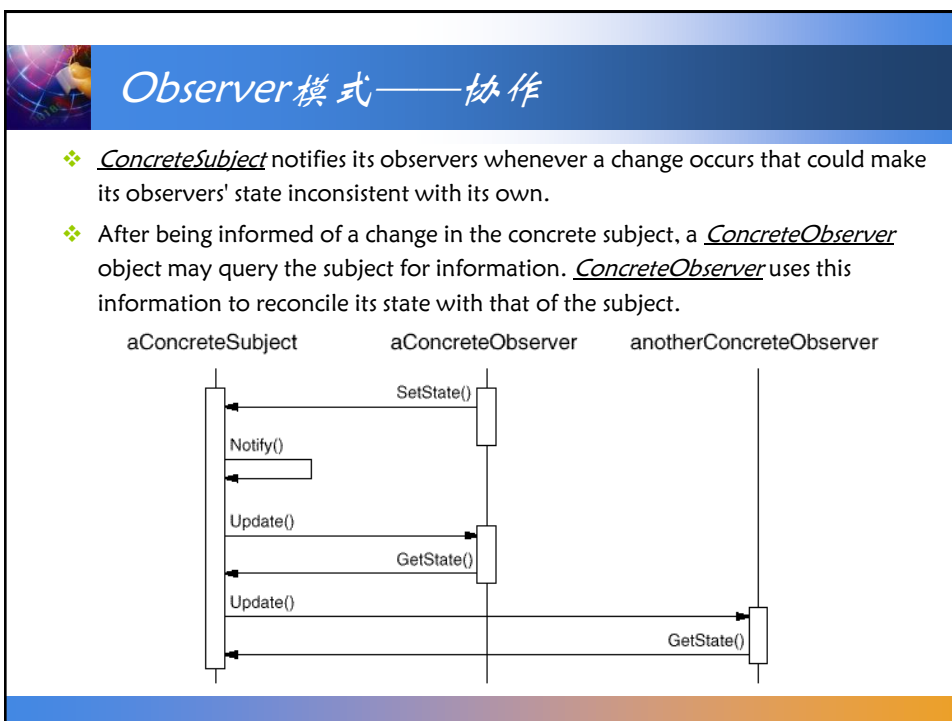 Observer模式——协作
ConcreteSubject notifies its observers whenever a change occurs that could make
its observers' state inconsistent with its own.
After being informed of a change in the concrete subject, a ConcreteObserver
object may query the subject for information. ConcreteObserver uses this
information to reconcile its state with that of the subject.
aConcreteSubject aConcreteObserver anotherConcreteObserver
SetState()
Notify()
Update()
GetState()
Update()
GetState()